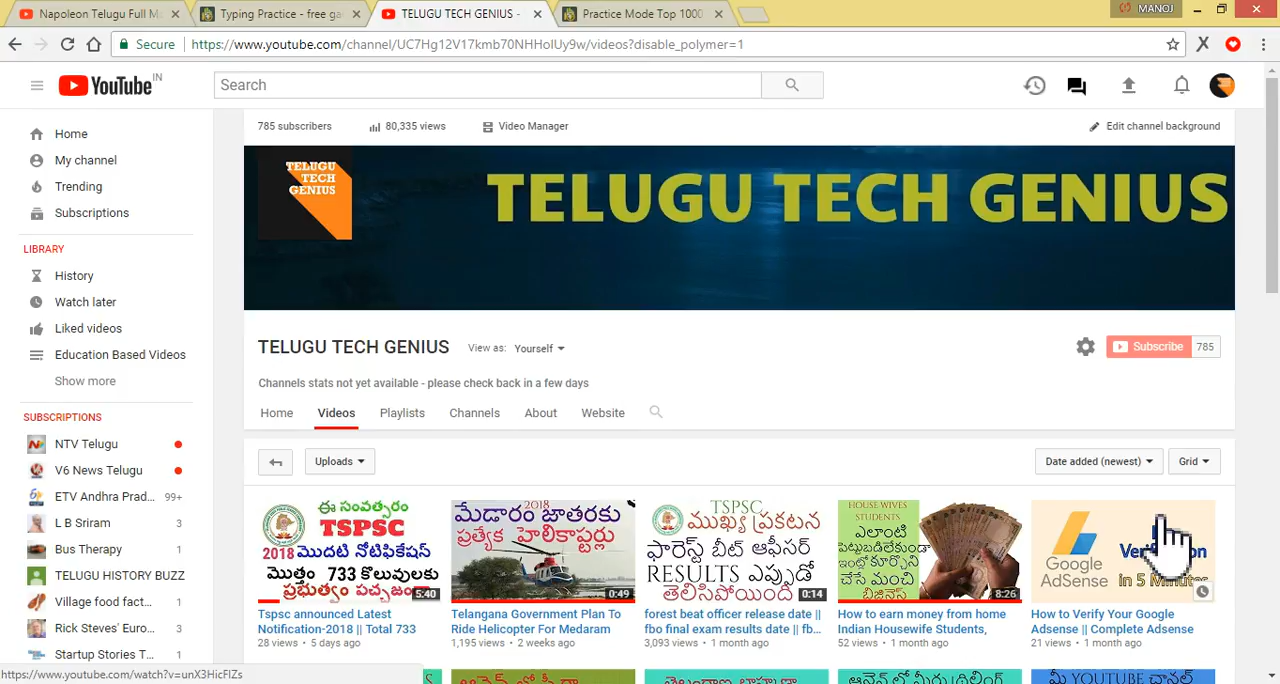 Napoleon Telugu Full M
Typing Practice - free ga
TELUGU TECH GENIUS -
Practice Mode Top 1000
MANOJ
Secure
https://www.youtube.com/channel/UC7Hg12V17kmb70NHHoIUy9w/videos?disable_polymer=1
YouTube IN
Search
785 subscribers
80,335 views
Video Manager
Edit channel background
Home
My channel
Trending
Subscriptions
LIBRARY
History
Watch later
Liked videos
Education Based Videos
Show more
SUBSCRIPTIONS
NTV Telugu
V6 News Telugu
ETV Andhra Prad... 99+
L B Sriram 3
Bus Therapy 1
TELUGU HISTORY BUZZ
Village food fact... 1
Rick Steves' Euro... 3
Startup Stories T... 1
https://www.youtube.com/watch?v=unX3HicFIZs
TELUGU
TECH
GENIUS
TELUGU TECH GENIUS
TELUGU TECH GENIUS
View as: Yourself
Subscribe 785
Channels stats not yet available - please check back in a few days
Home Videos Playlists Channels About Website
Uploads
Date added (newest)
Grid
ఈ సంవత్సరం
TSPSC
2018 మొదటి నోటిఫికేషన్
మొత్తం 733 కొలువులకు
ప్రభుత్వం పచ్చ
5:40
Tspsc announced Latest
Notification-2018 || Total 733
28 views • 5 days ago
2018
మేడారం జాతరకు
ప్రత్యేక హెలికాప్టర్లు
0:49
Telangana Government Plan To
Ride Helicopter For Medaram
1,195 views • 2 weeks ago
TSPSC
ముఖ్య ప్రకటన
ఫారెస్ట్ బీట్ ఆఫీసర్
RESULTS ఎప్పుడో
తెలిసిపోయింది
0:14
forest beat officer release date ||
fbo final exam results date || fb...
3,093 views • 1 month ago
HOUSE WIVES
STUDENTS
ఎలాంటి
పెట్టుబడిలేకుండా
ఇంట్లో కూర్చొని
చేసే మంచి
బిజినెస్
8:26
How to earn money from home
Indian Housewife Students,
52 views • 1 month ago
Google
AdSense
in 5 Minutes
How to Verify Your Google
Adsense || Complete Adsense
21 views • 1 month ago